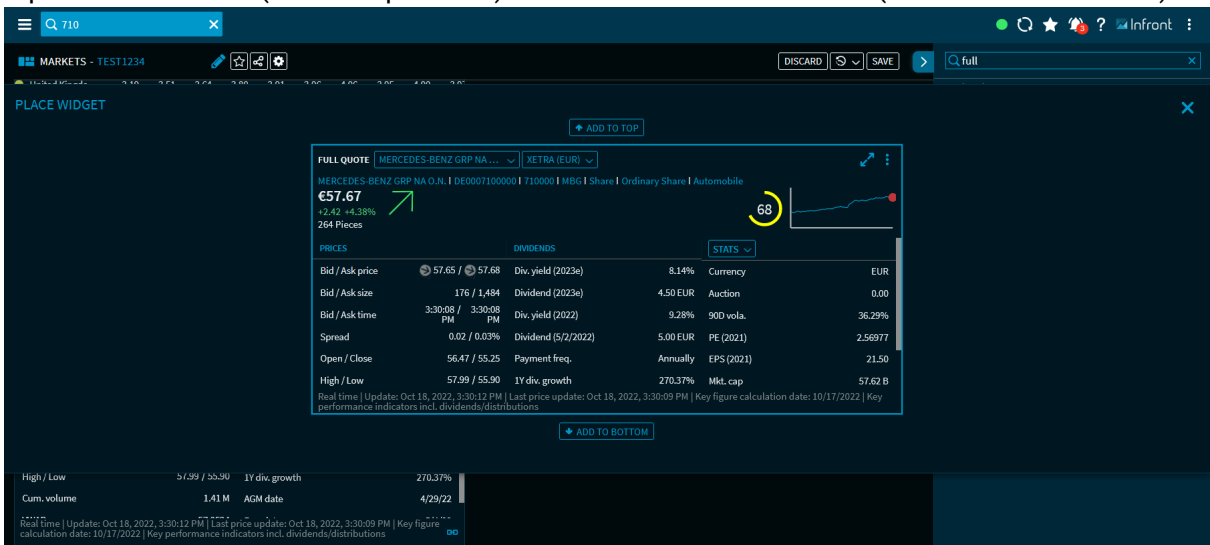 710
? Infront
MARKETS - TEST1234
DISCARD
SAVE
full
PLACE WIDGET
ADD TO TOP
FULL QUOTE MERCEDES-BENZ GRP NA ... XETRA (EUR)
MERCEDES-BENZ GRP NA O.N. I DE0007100000 I 710000 I MBG I Share I Ordinary Share I Automobile
€57.67
+2.42 +4.38%
264 Pieces
68
PRICES DIVIDENDS STATS
Bid / Ask price 57.65 / 57.68 Div. yield (2023e) 8.14% Currency EUR
Bid / Ask size 176 / 1,484 Dividend (2023e) 4.50 EUR Auction 0.00
Bid / Ask time 3:30:08 PM / 3:30:08 PM Div. yield (2022) 9.28% 90D vola. 36.29%
Spread 0.02 / 0.03% Dividend (5/2/2022) 5.00 EUR PE (2021) 2.56977
Open / Close 56.47 / 55.25 Payment freq. Annually EPS (2021) 21.50
High / Low 57.99 / 55.90 1Y div. growth 270.37% Mkt. cap 57.62 B
Real time | Update: Oct 18, 2022, 3:30:12 PM | Last price update: Oct 18, 2022, 3:30:09 PM | Key figure calculation date: 10/17/2022 | Key
performance indicators incl. dividends/distributions
ADD TO BOTTOM
High / Low 57.99 / 55.90 1Y div. growth 270.37%
Cum. volume 1.41 M AGM date 4/29/22
Real time | Update: Oct 18, 2022, 3:30:12 PM | Last price update: Oct 18, 2022, 3:30:09 PM | Key figure
calculation date: 10/17/2022 | Key performance indicators incl. dividends/distributions